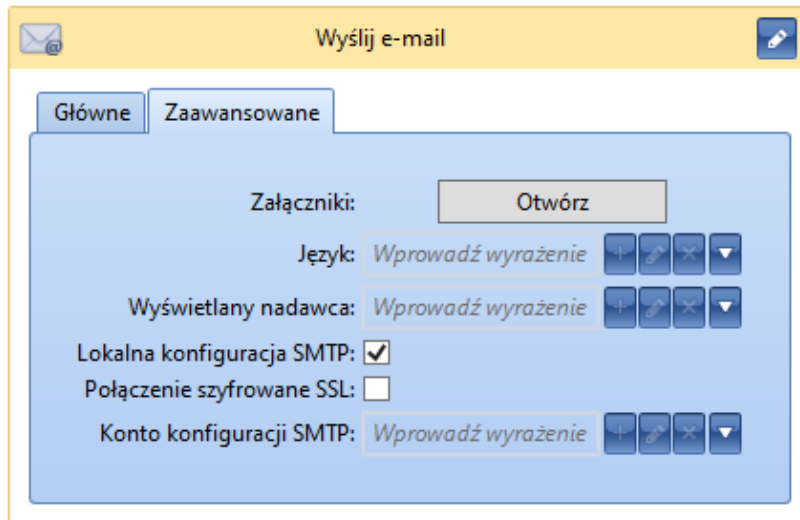 Wyślij e-mail
Główne Zaawansowane
Załączniki: Otwórz
Język: Wprowadź wyrażenie
Wyświetlany nadawca: Wprowadź wyrażenie
Lokalna konfiguracja SMTP:
Połączenie szyfrowane SSL:
Konto konfiguracji SMTP: Wprowadź wyrażenie